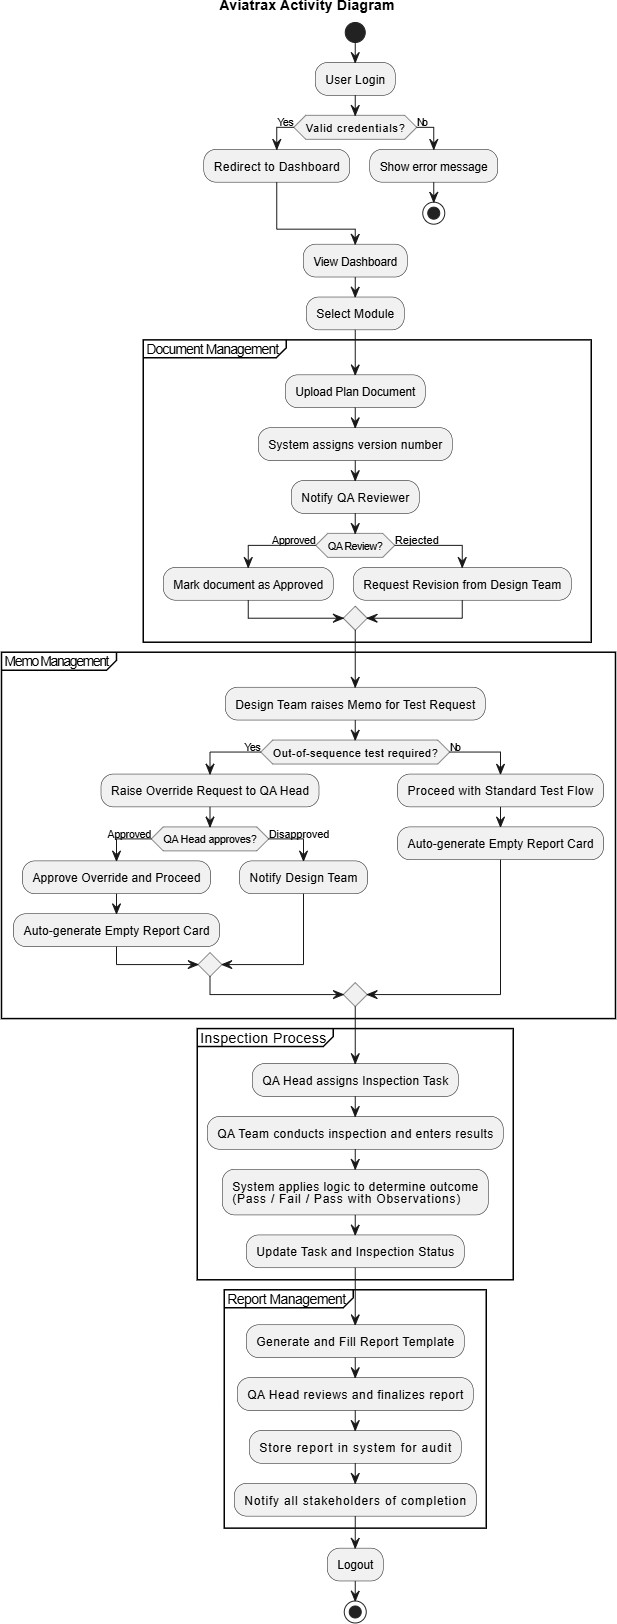 Aviatrax Activity Diagram
User Login
Yes
Valid credentials?
No
Redirect to Dashboard
Show error message
View Dashboard
Select Module
Document Management
Upload Plan Document
System assigns version number
Notify QA Reviewer
Approved
QA Review?
Rejected
Mark document as Approved
Request Revision from Design Team
Memo Management
Design Team raises Memo for Test Request
Yes
Out-of-sequence test required?
No
Raise Override Request to QA Head
Proceed with Standard Test Flow
Approved
QA Head approves?
Disapproved
Auto-generate Empty Report Card
Approve Override and Proceed
Notify Design Team
Auto-generate Empty Report Card
Inspection Process
QA Head assigns Inspection Task
QA Team conducts inspection and enters results
System applies logic to determine outcome
(Pass / Fail / Pass with Observations)
Update Task and Inspection Status
Report Management
Generate and Fill Report Template
QA Head reviews and finalizes report
Store report in system for audit
Notify all stakeholders of completion
Logout